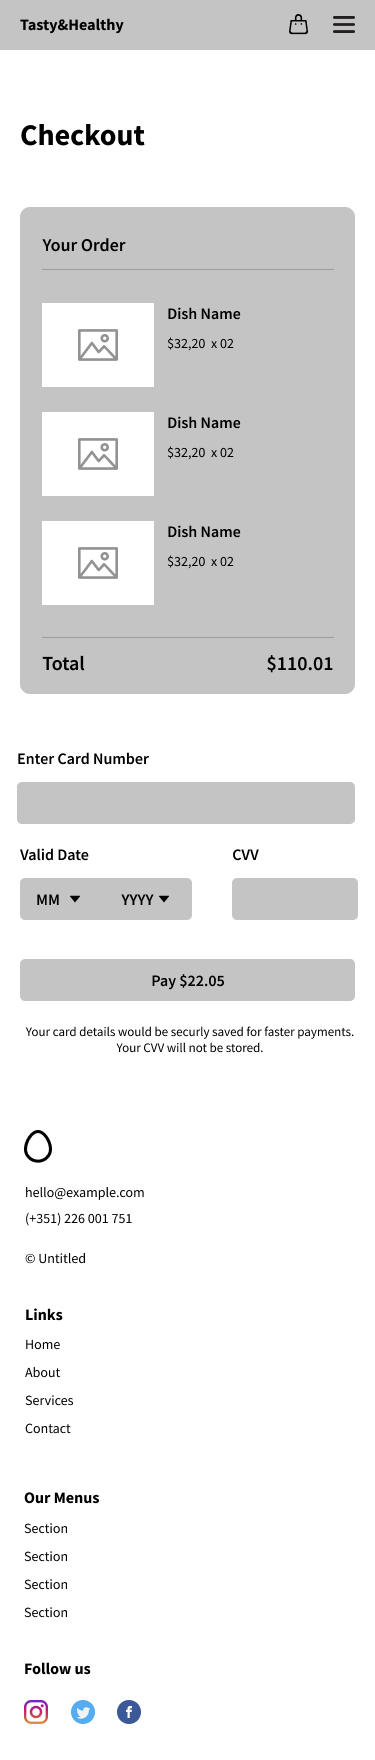 Tasty&Healthy
Checkout
Your Order
Dish Name
$32,20 x 02
Dish Name
$32,20 x 02
Dish Name
$32,20 x 02
Total $110.01
Enter Card Number
Valid Date CVV
MM YYYY
Pay $22.05
Your card details would be securly saved for faster payments.
Your CVV will not be stored.
hello@example.com
(+351) 226 001 751
© Untitled
Links
Home
About
Services
Contact
Our Menus
Section
Section
Section
Section
Follow us